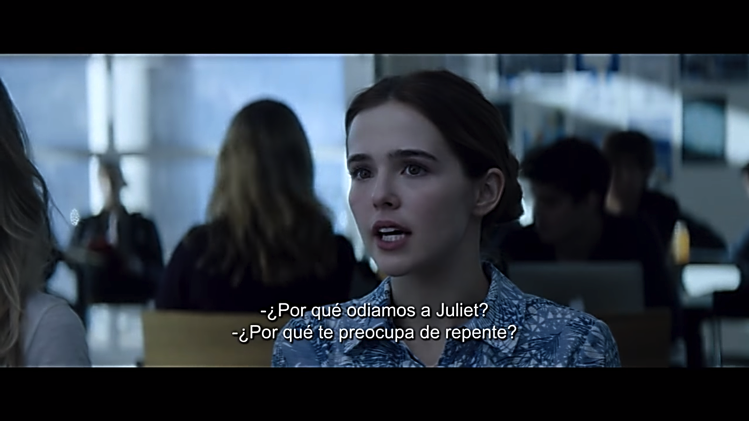 -¿Por qué odiamos a Juliet?
-¿Por qué te preocupa de repente?